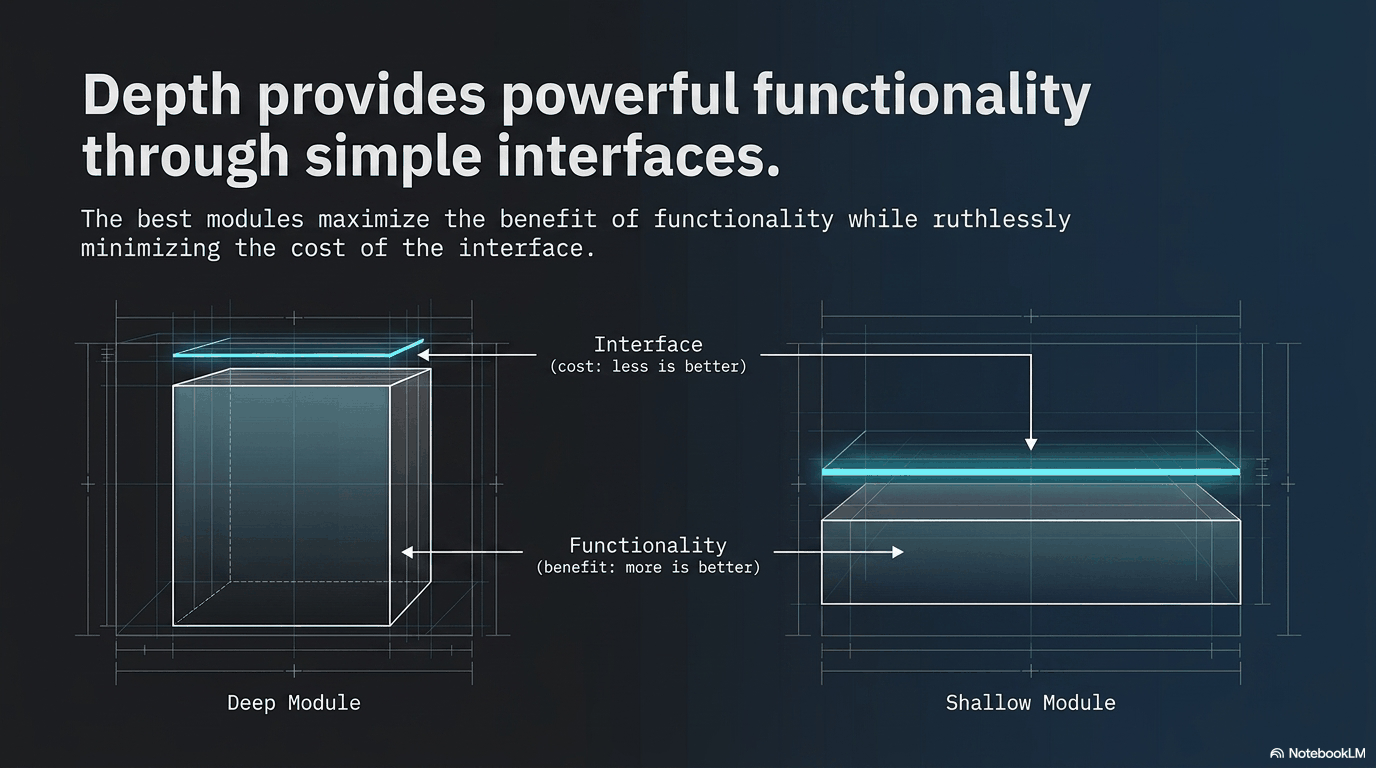 Depth provides powerful functionality
through simple interfaces.
The best modules maximize the benefit of functionality while ruthlessly
minimizing the cost of the interface.
Interface
(cost: less is better)
Functionality
(benefit: more is better)
Deep Module
Shallow Module
NotebookLM